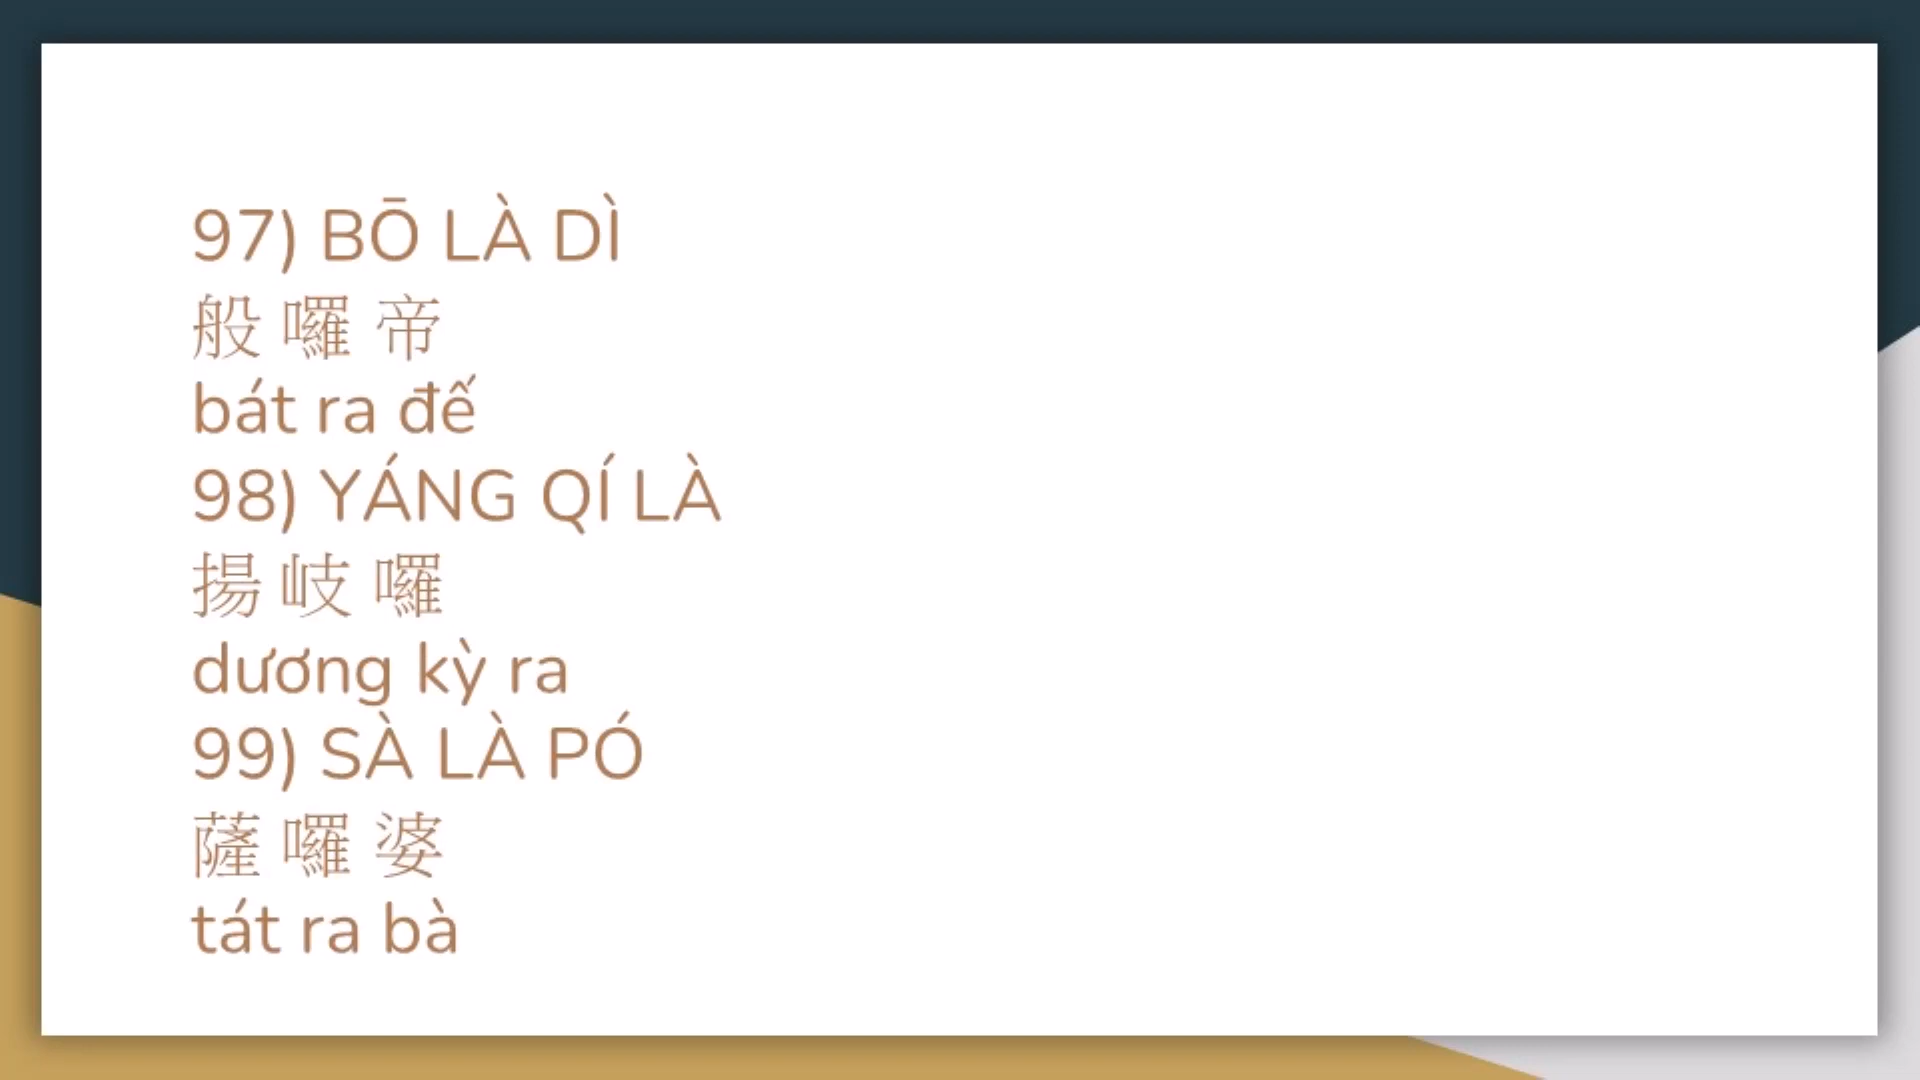 97) BŌ LÀ DÌ
般 囉 帝
bát ra đế
98) YÁNG QÍ LÀ
揚 岐 囉
dương kỳ ra
99) SÀ LÀ PÓ
薩 囉 婆
tát ra bà